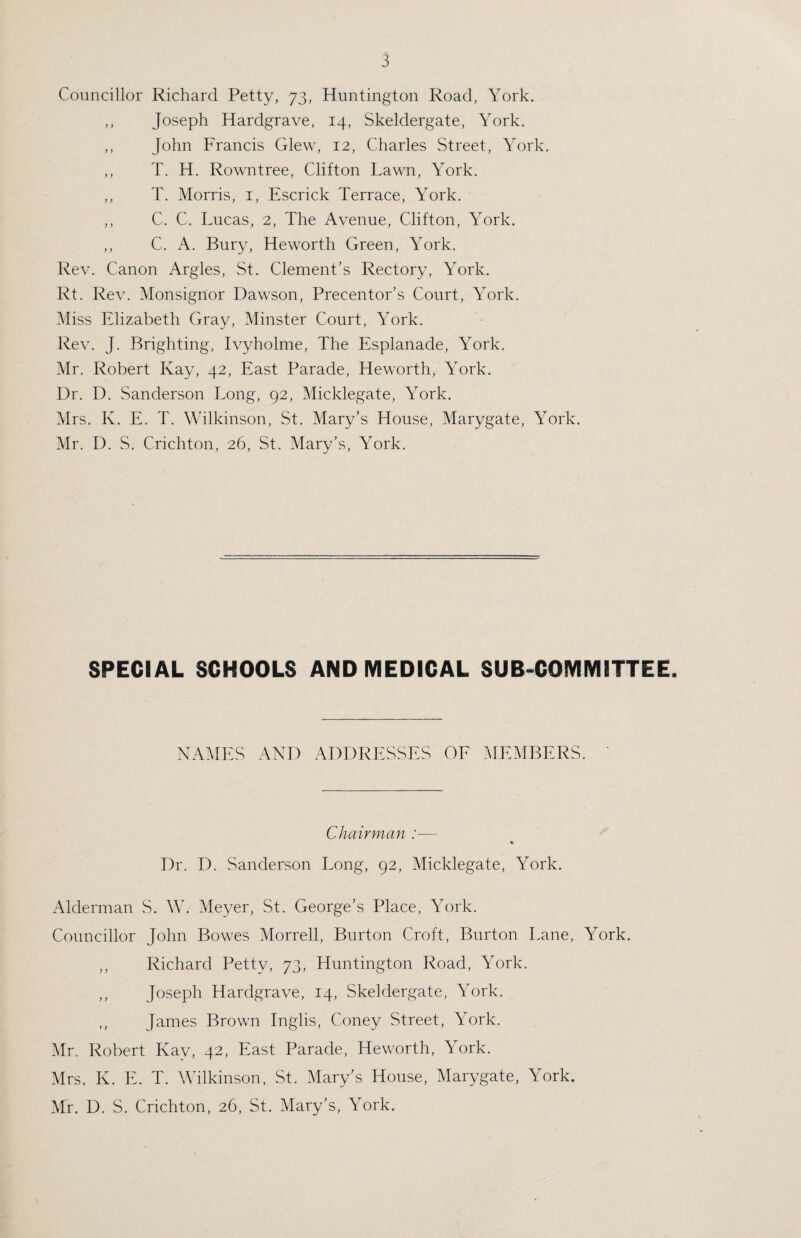 3
Councillor Richard Petty, 73, Huntington Road, York.
,, Joseph Hardgrave, 14, Skeldergate, York.
,, John Francis Glew, 12, Charles Street, York.
,, T. H. Rowntree, Clifton Lawn, York.
,, T. Morris, 1, Escrick Terrace, York.
,, C. C. Lucas, 2, The Avenue, Clifton, York.
,, C. A. Bury, Heworth Green, York.
Rev. Canon Argles, St. Clement's Rectory, York.
Rt. Rev. Monsignor Dawson, Precentor's Court, York.
Miss Elizabeth Gray, Minster Court, York.
Rev. J. Brighting, Ivyholme, The Esplanade, York.
Mr. Robert Kay, 42, East Parade, Heworth, York.
Dr. D. Sanderson Long, 92, Micklegate, York.
Mrs. K. E. T. Wilkinson, St. Mary's House, Marygate, York.
Mr. D. S. Crichton, 26, St. Mary's, York.
SPECIAL SCHOOLS AND MEDICAL SUB-COMMITTEE.
NAMES AND ADDRESSES OF MEMBERS.
Chairman :—
Dr. D. Sanderson Long, 92, Micklegate, York.
Alderman S. W. Meyer, St. George's Place, York.
Councillor John Bowes Morrell, Burton Croft, Burton Lane, York.
,, Richard Petty, 73, Huntington Road, York.
,, Joseph Hardgrave, 14, Skeldergate, York.
,, James Brown Inglis, Coney Street, York.
Mr. Robert Kay, 42, East Parade, Heworth, York.
Mrs. K. E. T. Wilkinson, St. Mary's House, Marygate, York.
Mr. D. S. Crichton, 26, St. Mary's, York.